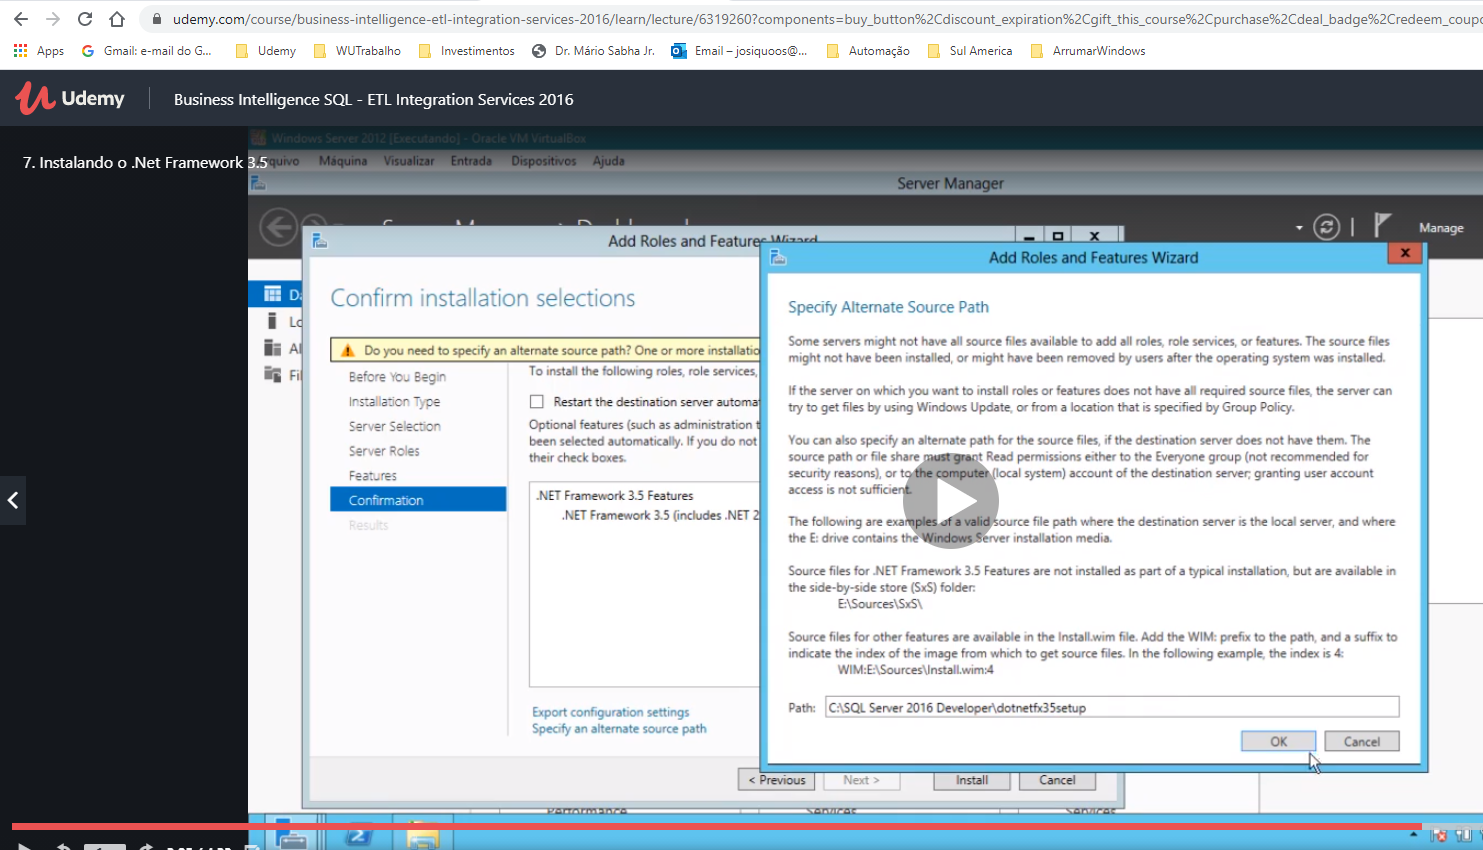 udemy.com/course/business-intelligence-etl-integration-services-2016/learn/lecture/6319260?components=buy_button%2Cdiscount_expiration%2Cgift_this_course%2Cpurchase%2Cdeal_badge%2Credeem_coupo
Apps
Gmail: e-mail do G...
Udemy
WUTrabalho
Investimentos
Dr. Mário Sabha Jr.
Email – josiquoos@...
Automação
Sul America
ArrumarWindows
Udemy
Business Intelligence SQL - ETL Integration Services 2016
Windows Server 2012 [Executando] - Oracle VM VirtualBox
7. Instalando o .Net Framework 3.5
quivo Máquina Visualizar Entrada Dispositivos Ajuda
Server Manager
Manage
Add Roles and Features Wizard
Confirm installation selections
Do you need to specify an alternate source path? One or more installatio
Before You Begin
Installation Type
Server Selection
Server Roles
Features
Confirmation
Results
To install the following roles, role services,
Restart the destination server automa
Optional features (such as administration t
been selected automatically. If you do not
their check boxes.
.NET Framework 3.5 Features
.NET Framework 3.5 (includes .NET 2
Export configuration settings
Specify an alternate source path
< Previous
Next >
Install
Cancel
Add Roles and Features Wizard
Specify Alternate Source Path
Some servers might not have all source files available to add all roles, role services, or features. The source files
might not have been installed, or might have been removed by users after the operating system was installed.
If the server on which you want to install roles or features does not have all required source files, the server can
try to get files by using Windows Update, or from a location that is specified by Group Policy.
You can also specify an alternate path for the source files, if the destination server does not have them. The
source path or file share must grant Read permissions either to the Everyone group (not recommended for
security reasons), or to the computer (local system) account of the destination server; granting user account
access is not sufficient.
The following are examples of a valid source file path where the destination server is the local server, and where
the E: drive contains the Windows Server installation media.
Source files for .NET Framework 3.5 Features are not installed as part of a typical installation, but are available in
the side-by-side store (SxS) folder:
E:\Sources\SxS\
Source files for other features are available in the Install.wim file. Add the WIM: prefix to the path, and a suffix to
indicate the index of the image from which to get source files. In the following example, the index is 4:
WIM:E:\Sources\Install.wim:4
Path: C:\SQL Server 2016 Developer\dotnetfx35setup
OK
Cancel
Performance
Services
Services